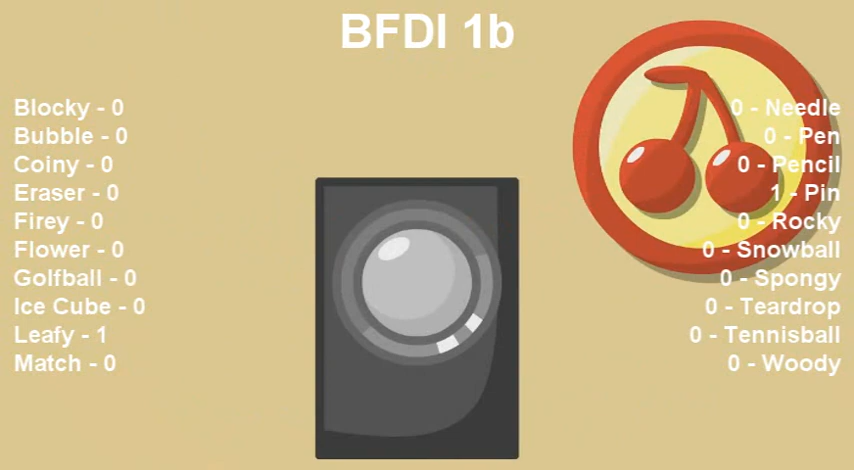 BFDI 1b
Blocky - 0
Bubble - 0
Coiny - 0
Eraser - 0
Firey - 0
Flower - 0
Golfball - 0
Ice Cube - 0
Leafy - 1
Match - 0
0 - Needle
0 - Pen
0 - Pencil
1 - Pin
0 - Rocky
0 - Snowball
0 - Spongy
0 - Teardrop
0 - Tennisball
0 - Woody